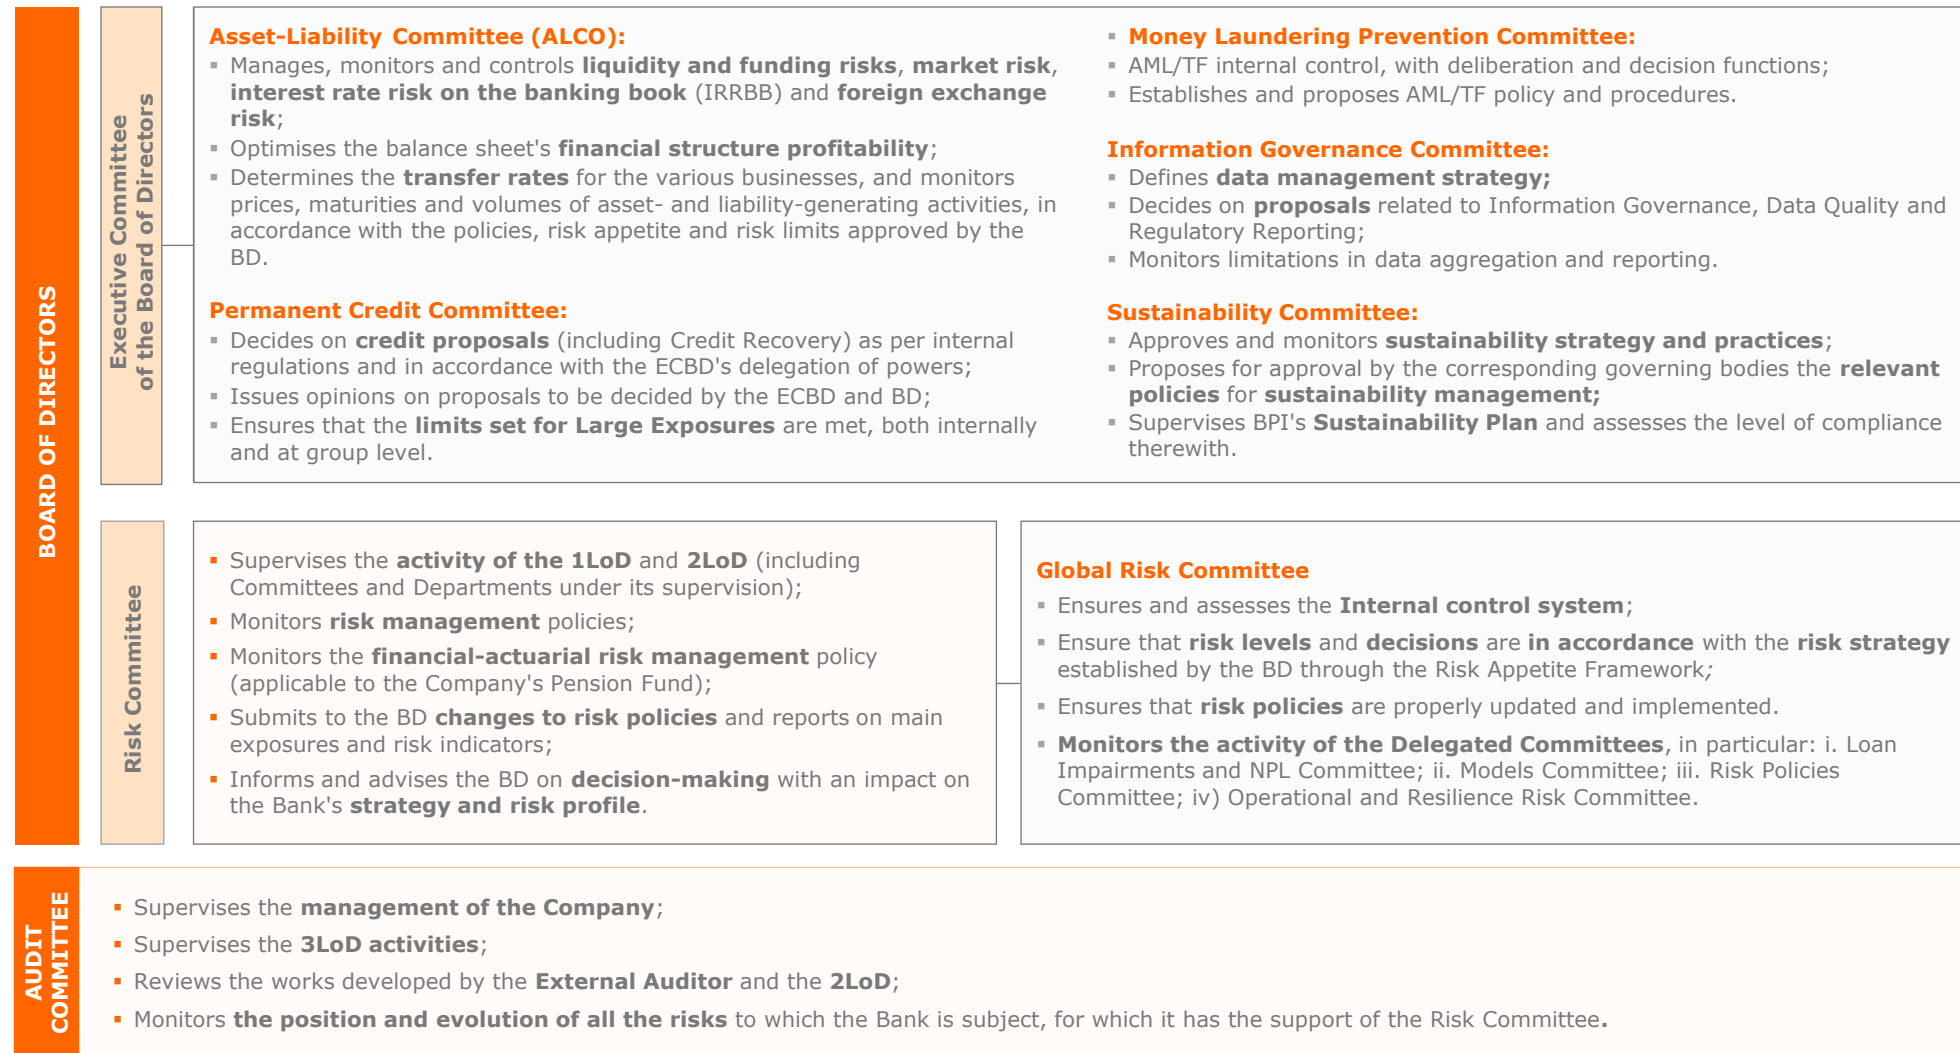 BOARD OF DIRECTORS
Executive Committee
of the Board of Directors
Asset-Liability Committee (ALCO):
▪ Manages, monitors and controls liquidity and funding risks, market risk,
interest rate risk on the banking book (IRRBB) and foreign exchange
risk;
▪ Optimises the balance sheet's financial structure profitability;
▪ Determines the transfer rates for the various businesses, and monitors
prices, maturities and volumes of asset- and liability-generating activities, in
accordance with the policies, risk appetite and risk limits approved by the
BD.
Permanent Credit Committee:
▪ Decides on credit proposals (including Credit Recovery) as per internal
regulations and in accordance with the ECBD's delegation of powers;
▪ Issues opinions on proposals to be decided by the ECBD and BD;
▪ Ensures that the limits set for Large Exposures are met, both internally
and at group level.
▪ Money Laundering Prevention Committee:
▪ AML/TF internal control, with deliberation and decision functions;
▪ Establishes and proposes AML/TF policy and procedures.
Information Governance Committee:
▪ Defines data management strategy;
▪ Decides on proposals related to Information Governance, Data Quality and
Regulatory Reporting;
▪ Monitors limitations in data aggregation and reporting.
Sustainability Committee:
▪ Approves and monitors sustainability strategy and practices;
▪ Proposes for approval by the corresponding governing bodies the relevant
policies for sustainability management;
▪ Supervises BPI's Sustainability Plan and assesses the level of compliance
therewith.
Risk Committee
▪ Supervises the activity of the 1LoD and 2LoD (including
Committees and Departments under its supervision);
▪ Monitors risk management policies;
▪ Monitors the financial-actuarial risk management policy
(applicable to the Company's Pension Fund);
▪ Submits to the BD changes to risk policies and reports on main
exposures and risk indicators;
▪ Informs and advises the BD on decision-making with an impact on
the Bank's strategy and risk profile.
Global Risk Committee
▪ Ensures and assesses the Internal control system;
▪ Ensure that risk levels and decisions are in accordance with the risk strategy
established by the BD through the Risk Appetite Framework;
▪ Ensures that risk policies are properly updated and implemented.
▪ Monitors the activity of the Delegated Committees, in particular: i. Loan
Impairments and NPL Committee; ii. Models Committee; iii. Risk Policies
Committee; iv) Operational and Resilience Risk Committee.
AUDIT
COMMITTEE
▪ Supervises the management of the Company;
▪ Supervises the 3LoD activities;
▪ Reviews the works developed by the External Auditor and the 2LoD;
▪ Monitors the position and evolution of all the risks to which the Bank is subject, for which it has the support of the Risk Committee.